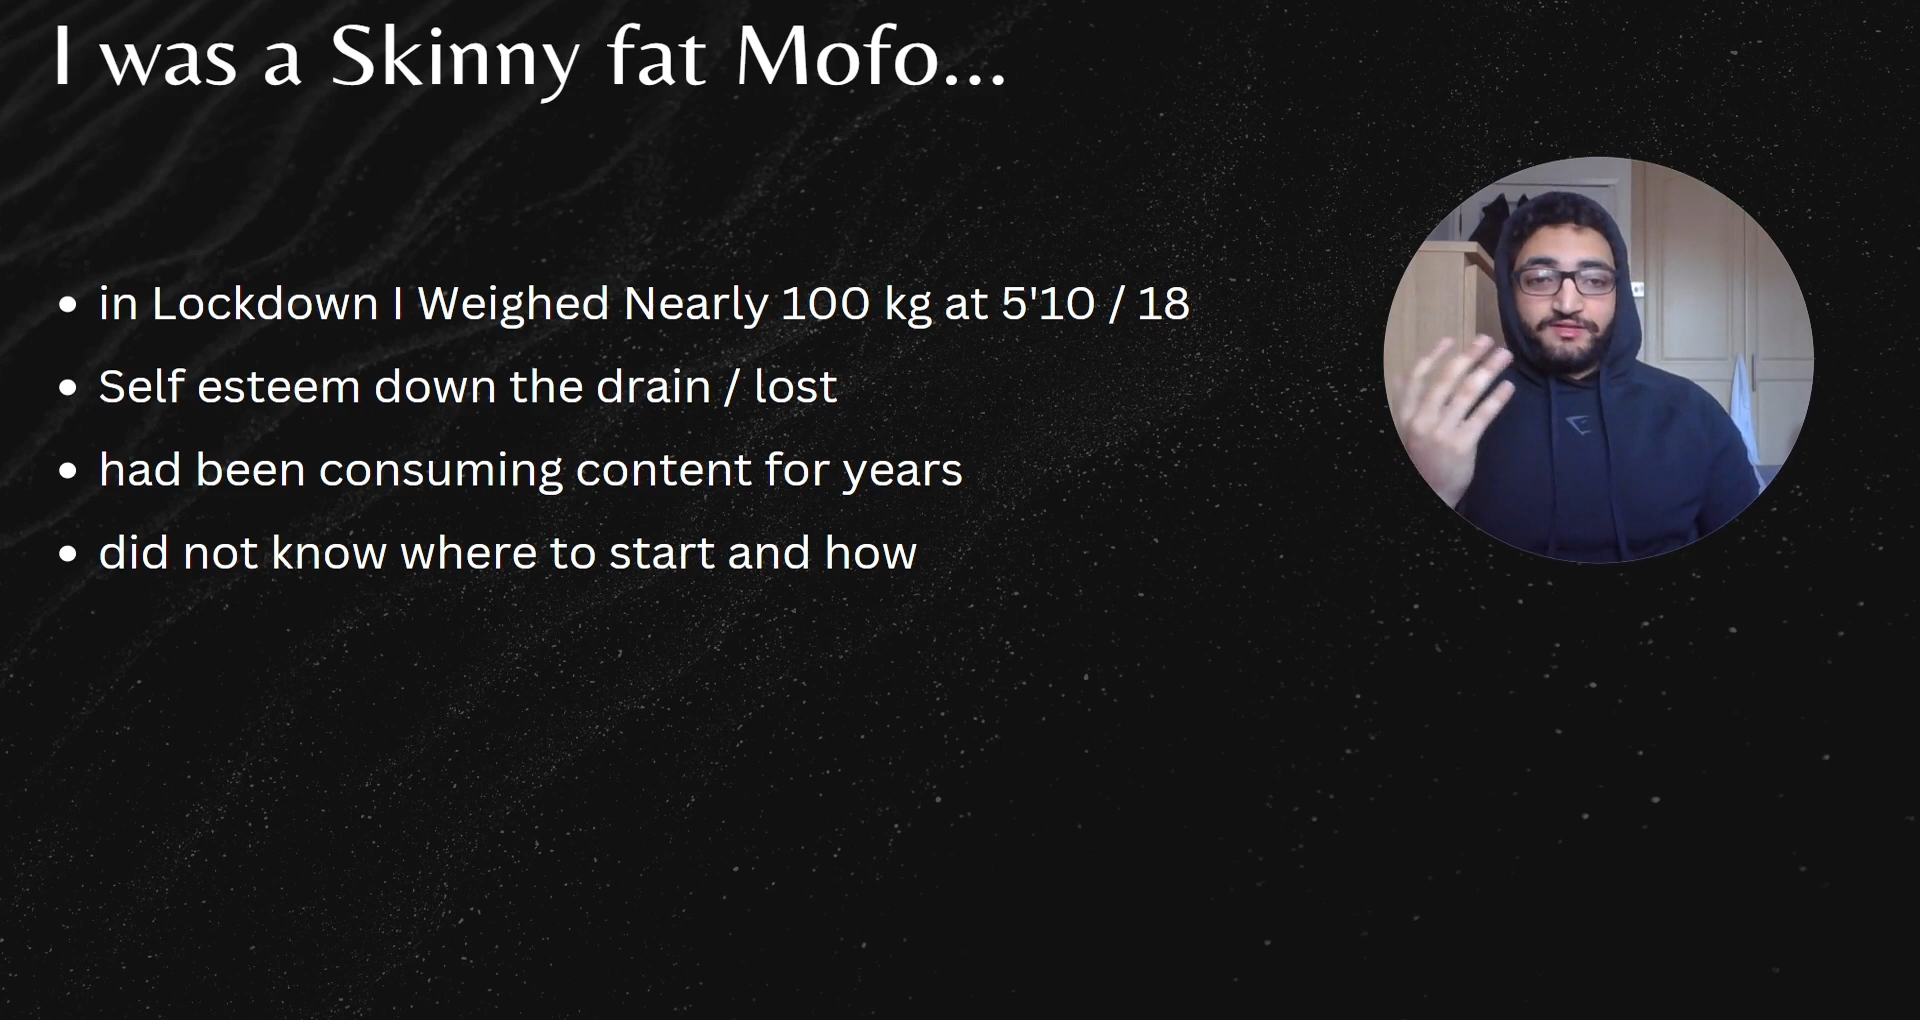 I was a Skinny fat Mofo...
in Lockdown I Weighed Nearly 100 kg at 5'10 / 18
Self esteem down the drain / lost
had been consuming content for years
did not know where to start and how